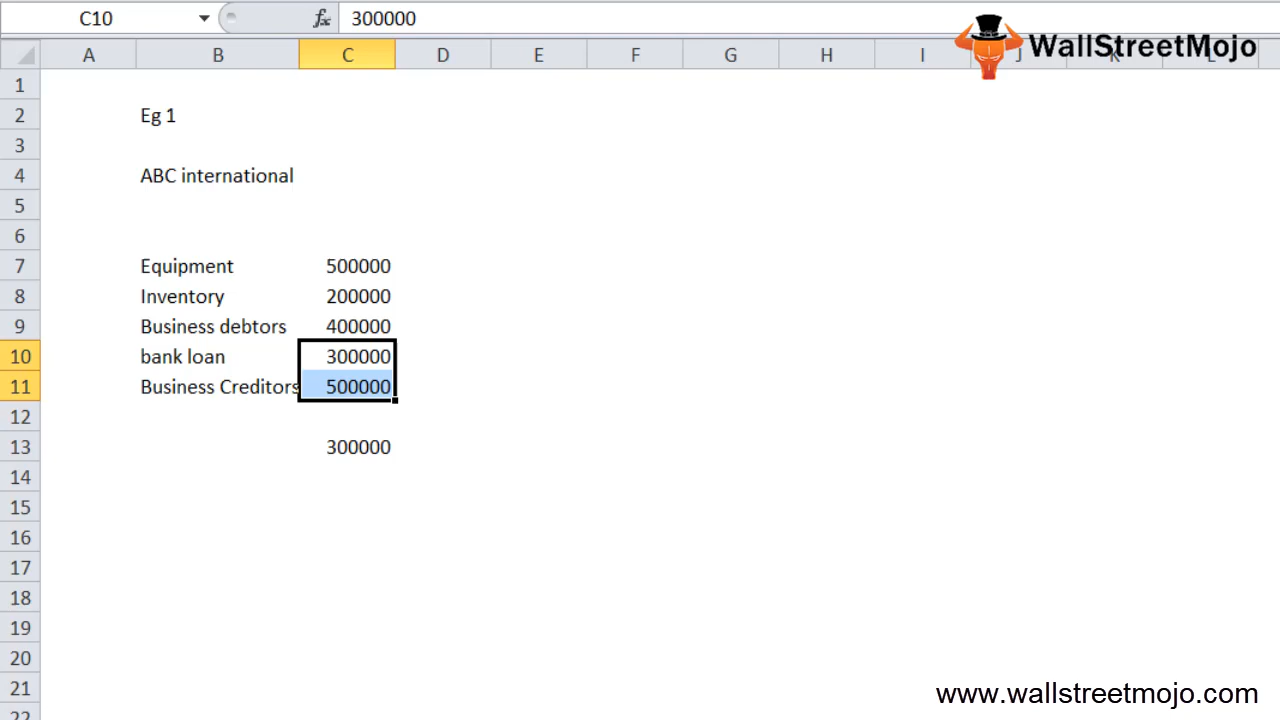 C10 fx 300000
WallStreetMojo
A B C D E F G H I J K L
1
2 Eg 1
3
4 ABC international
5
6
7 Equipment 500000
8 Inventory 200000
9 Business debtors 400000
10 bank loan 300000
11 Business Creditors 500000
12
13 300000
14
15
16
17
18
19
20
21
22
www.wallstreetmojo.com